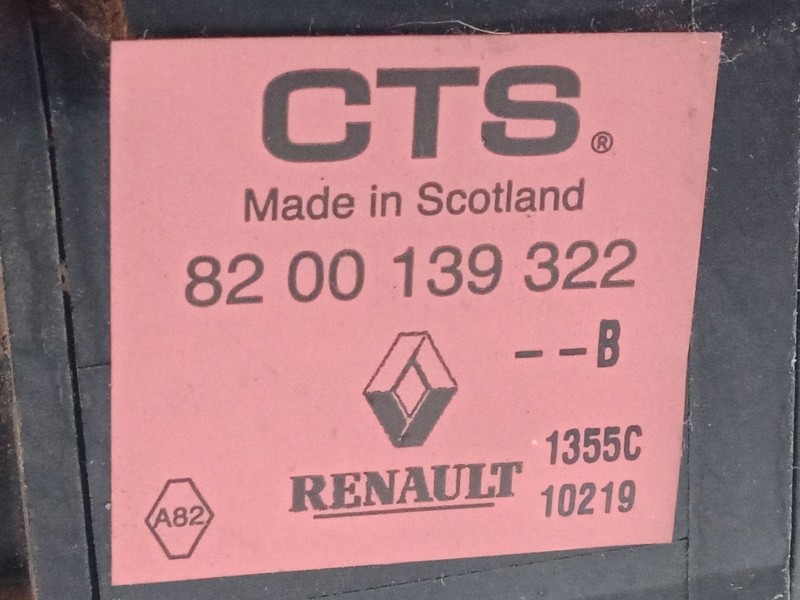 CTS®
Made in Scotland
82 00 139 322
– – B
1355C
RENAULT
10219
A82